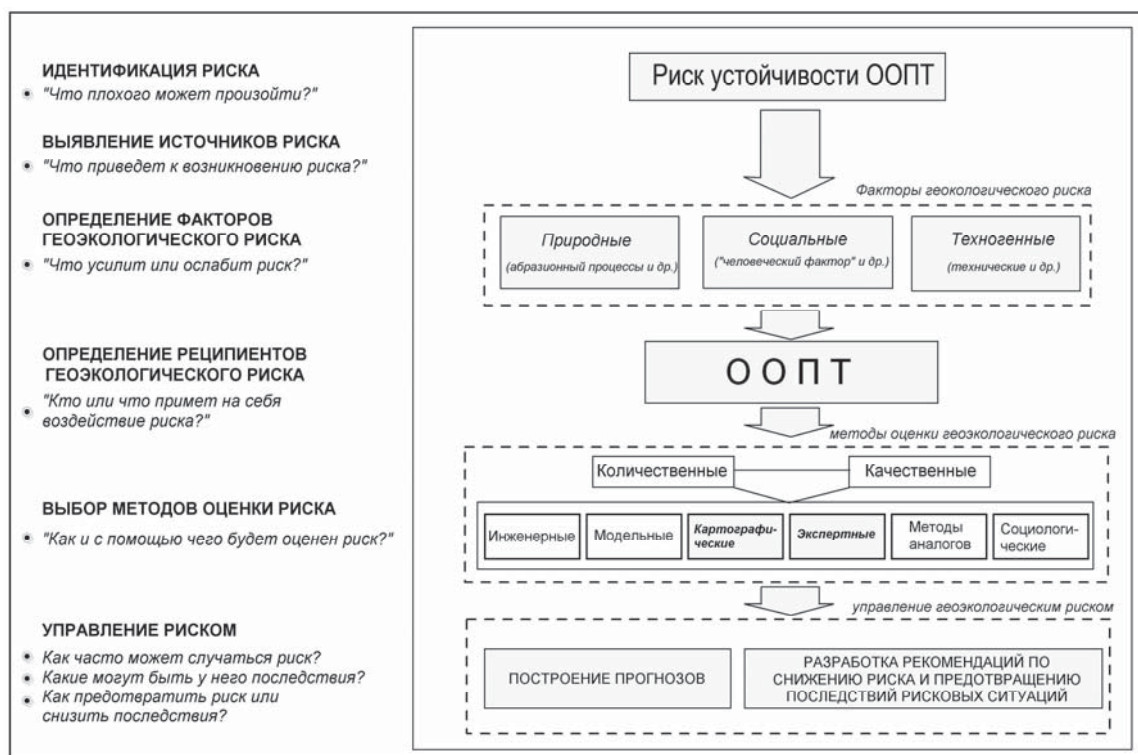 ИДЕНТИФИКАЦИЯ РИСКА
"Что плохого может произойти?"
ВЫЯВЛЕНИЕ ИСТОЧНИКОВ РИСКА
"Что приведет к возникновению риска?"
ОПРЕДЕЛЕНИЕ ФАКТОРОВ
ГЕОЭКОЛОГИЧЕСКОГО РИСКА
"Что усилит или ослабит риск?"
ОПРЕДЕЛЕНИЕ РЕЦИПИЕНТОВ
ГЕОЭКОЛОГИЧЕСКОГО РИСКА
"Кто или что примет на себя
воздействие риска?"
ВЫБОР МЕТОДОВ ОЦЕНКИ РИСКА
"Как и с помощью чего будет оценен риск?"
УПРАВЛЕНИЕ РИСКОМ
Как часто может случаться риск?
Какие могут быть у него последствия?
Как предотвратить риск или
снизить последствия?
Риск устойчивости ООПТ
Факторы геокологического риска
Природные
(абразионный процессы и др.)
Социальные
("человеческий фактор" и др.)
Техногенные
(технические и др.)
О О П Т
методы оценки геоэкологического риска
Количественные
Качественные
Инженерные
Модельные
Картографи-
ческие
Экспертные
Методы
аналогов
Социологи-
ческие
управление геоэкологическим риском
ПОСТРОЕНИЕ ПРОГНОЗОВ
РАЗРАБОТКА РЕКОМЕНДАЦИЙ ПО
СНИЖЕНИЮ РИСКА И ПРЕДОТВРАЩЕНИЮ
ПОСЛЕДСТВИЙ РИСКОВЫХ СИТУАЦИЙ